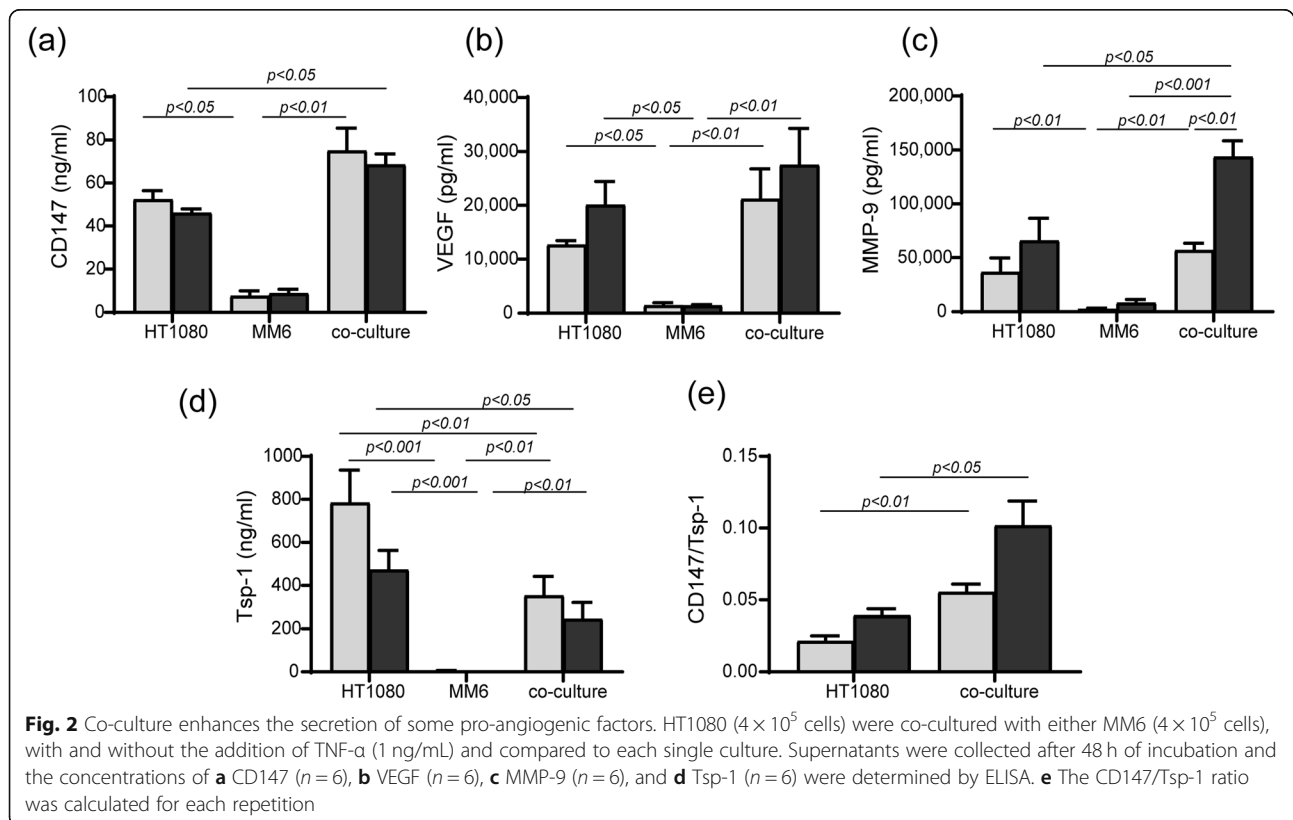 (a)
p<0.05
p<0.05
p<0.01
100
80
60
40
20
0
CD147 (ng/ml)
HT1080
MM6
co-culture
(b)
p<0.05
p<0.01
p<0.05
p<0.01
40,000
30,000
20,000
10,000
0
VEGF (pg/ml)
HT1080
MM6
co-culture
(c)
p<0.05
p<0.001
p<0.01
p<0.01
p<0.01
200,000
150,000
100,000
50,000
0
MMP-9 (pg/ml)
HT1080
MM6
co-culture
(d)
p<0.05
p<0.01
p<0.001
p<0.01
p<0.001
p<0.01
1000
800
600
400
200
0
Tsp-1 (ng/ml)
HT1080
MM6
co-culture
(e)
p<0.05
p<0.01
0.15
0.10
0.05
0.00
CD147/Tsp-1
HT1080
co-culture
Fig. 2 Co-culture enhances the secretion of some pro-angiogenic factors. HT1080 (4 × 10⁵ cells) were co-cultured with either MM6 (4 × 10⁵ cells),
with and without the addition of TNF-α (1 ng/mL) and compared to each single culture. Supernatants were collected after 48 h of incubation and
the concentrations of a CD147 (n = 6), b VEGF (n = 6), c MMP-9 (n = 6), and d Tsp-1 (n = 6) were determined by ELISA. e The CD147/Tsp-1 ratio
was calculated for each repetition